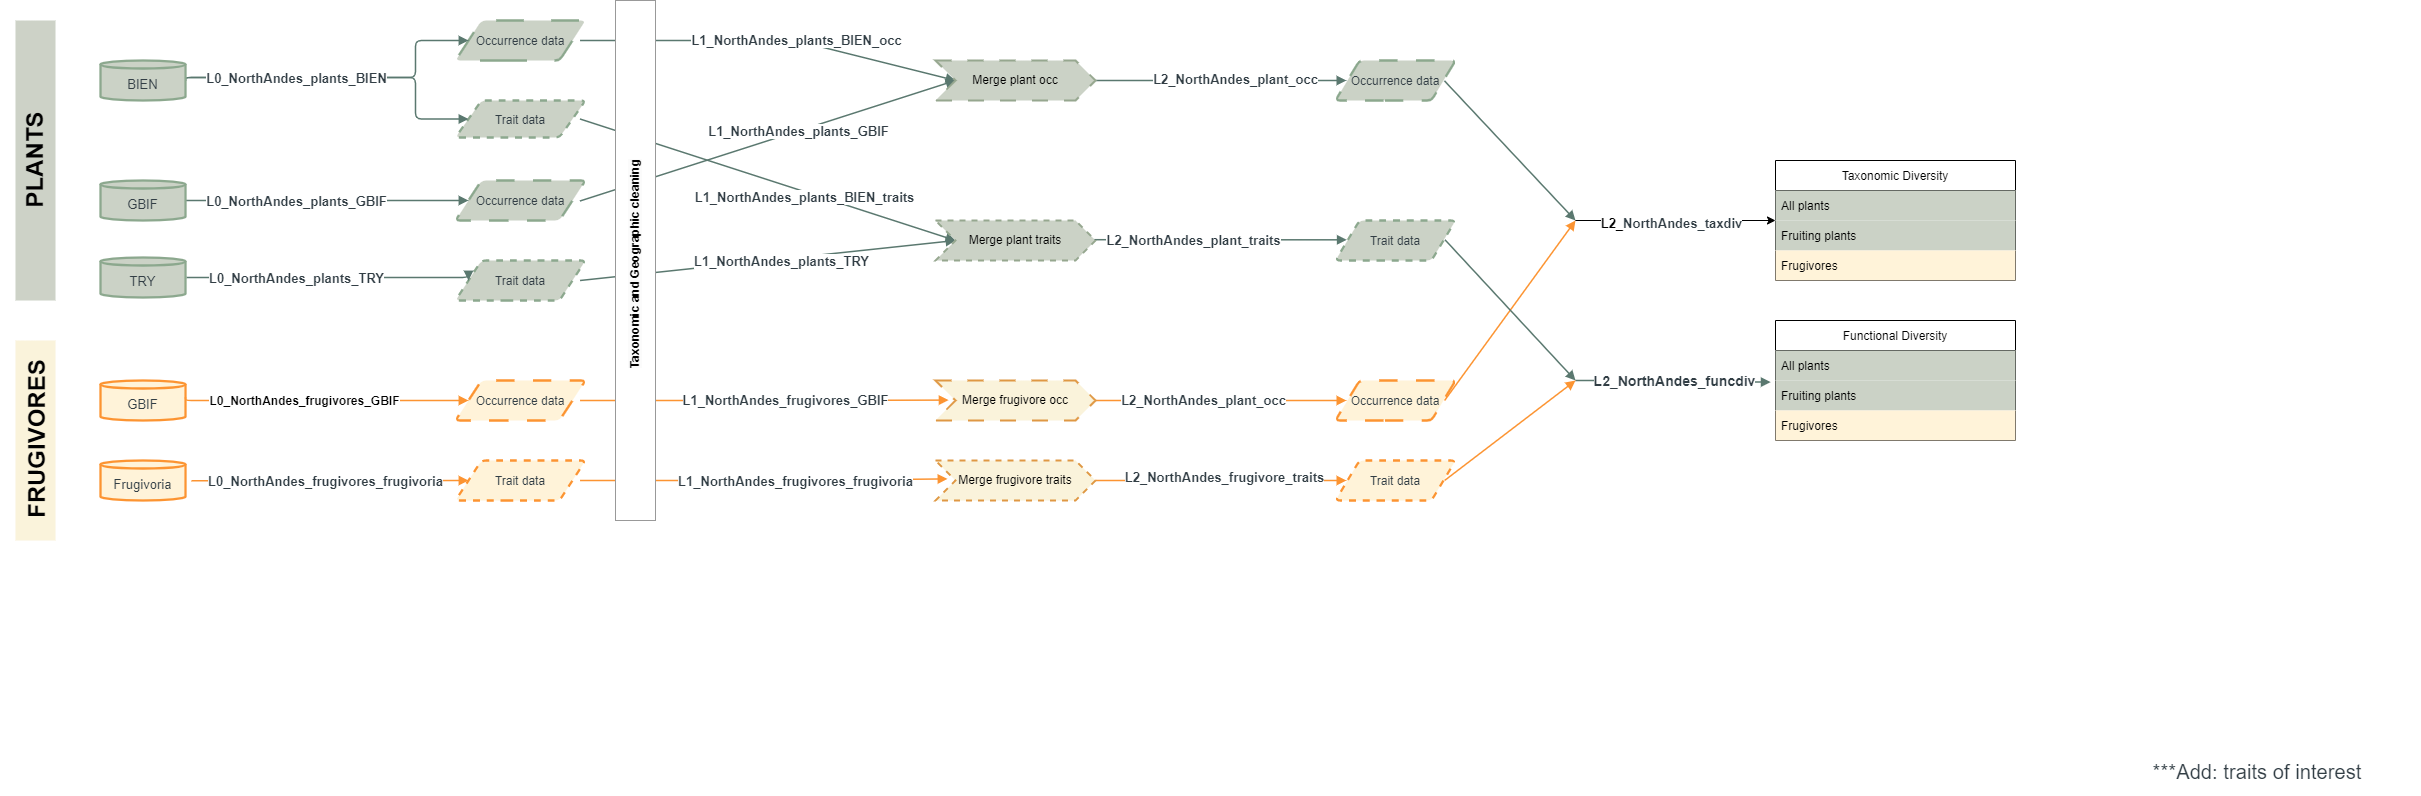 PLANTS
BIEN
L0_NorthAndes_plants_BIEN
Occurrence data
Trait data
GBIF
L0_NorthAndes_plants_GBIF
Occurrence data
TRY
L0_NorthAndes_plants_TRY
Trait data
FRUGIVORES
GBIF
L0_NorthAndes_frugivores_GBIF
Occurrence data
Frugivoria
L0_NorthAndes_frugivores_frugivoria
Trait data
Taxonomic and Geographic cleaning
L1_NorthAndes_plants_BIEN_occ
L1_NorthAndes_plants_GBIF
L1_NorthAndes_plants_BIEN_traits
L1_NorthAndes_plants_TRY
L1_NorthAndes_frugivores_GBIF
L1_NorthAndes_frugivores_frugivoria
Merge plant occ
L2_NorthAndes_plant_occ
Occurrence data
Merge plant traits
L2_NorthAndes_plant_traits
Trait data
Merge frugivore occ
L2_NorthAndes_plant_occ
Occurrence data
Merge frugivore traits
L2_NorthAndes_frugivore_traits
Trait data
L2_NorthAndes_taxdiv
Taxonomic Diversity
All plants
Fruiting plants
Frugivores
L2_NorthAndes_funcdiv
Functional Diversity
All plants
Fruiting plants
Frugivores
***Add: traits of interest